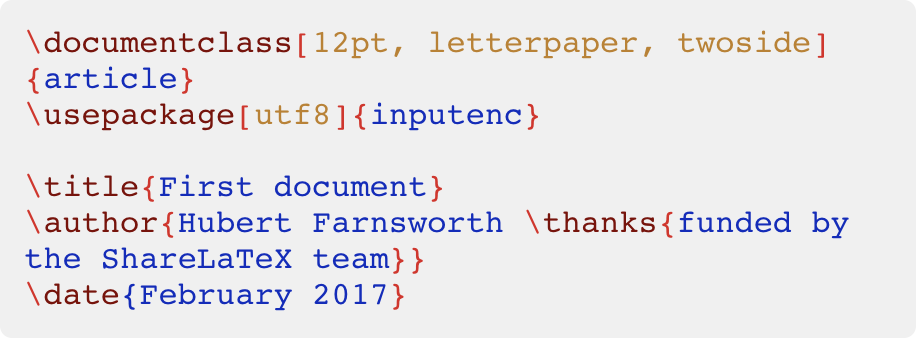 \documentclass[12pt, letterpaper, twoside]
{article}
\usepackage[utf8]{inputenc}

\title{First document}
\author{Hubert Farnsworth \thanks{funded by
the ShareLaTeX team}}
\date{February 2017}